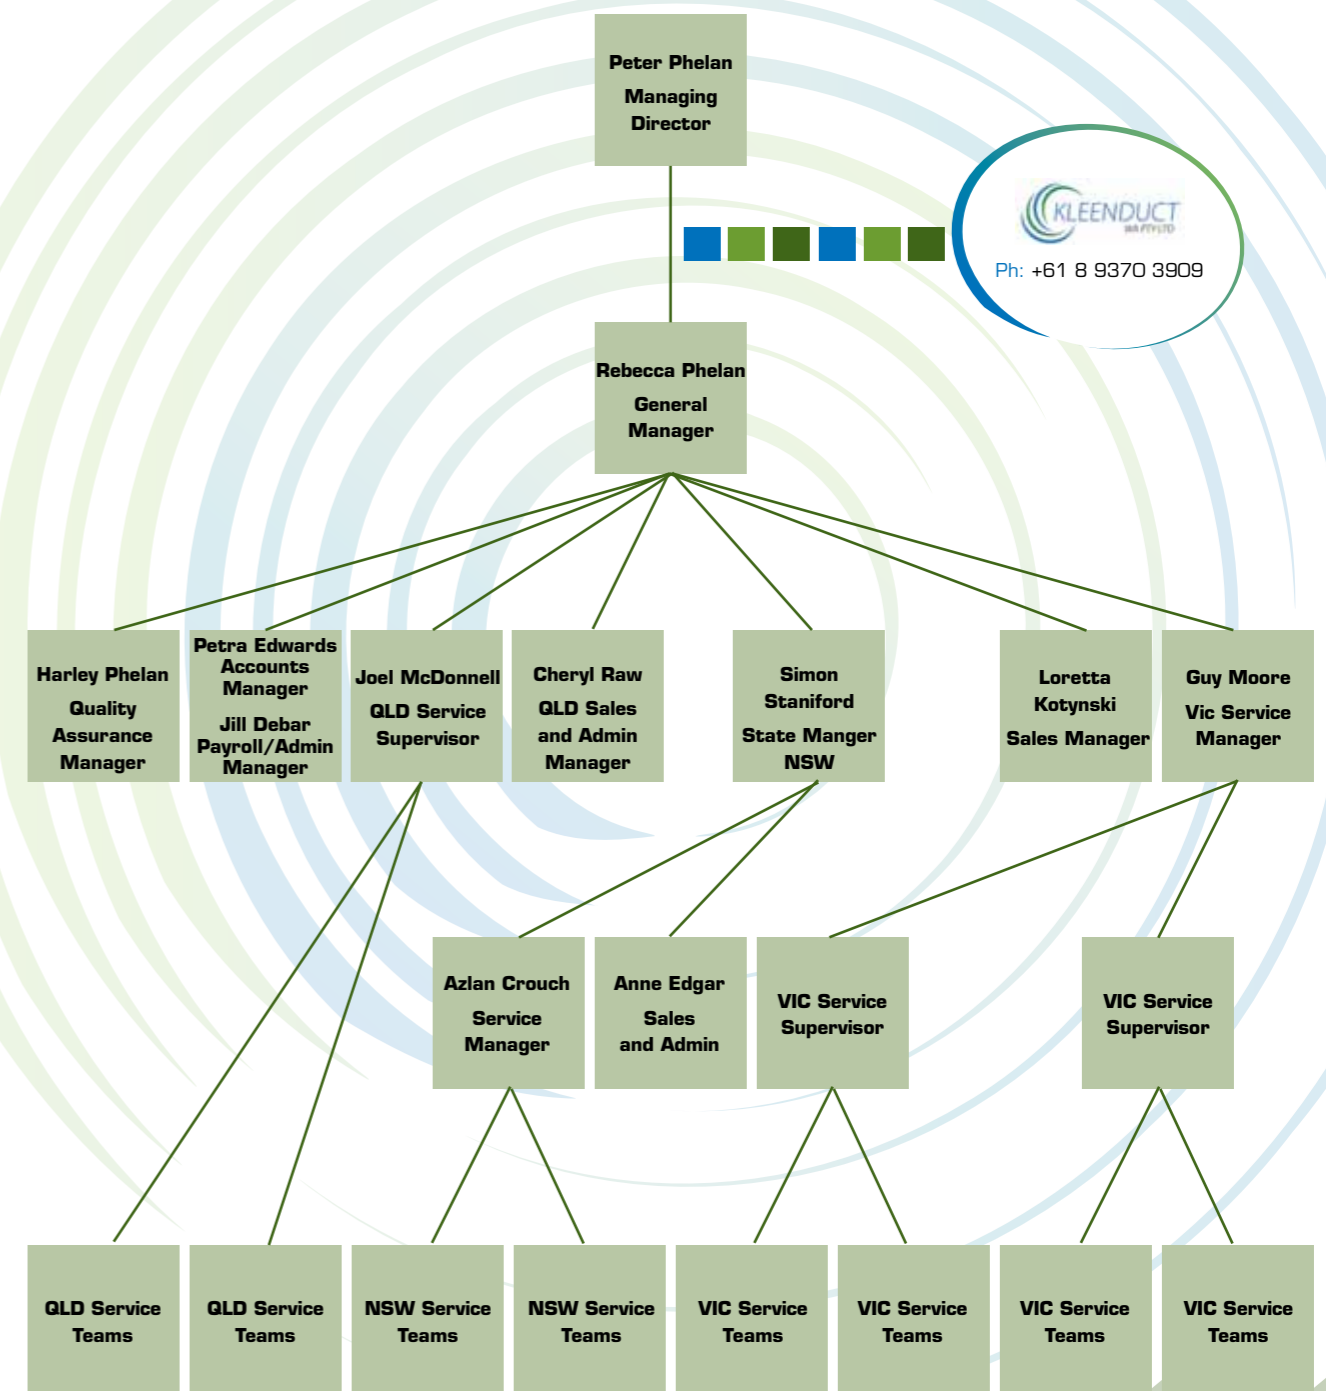 Peter Phelan
Managing
Director
KLEENDUCT
WA PTY LTD
Ph: +61 8 9370 3909
Rebecca Phelan
General
Manager
Harley Phelan
Quality
Assurance
Manager
Petra Edwards
Accounts
Manager
Jill Debar
Payroll/Admin
Manager
Joel McDonnell
QLD Service
Supervisor
Cheryl Raw
QLD Sales
and Admin
Manager
Simon
Staniford
State Manger
NSW
Loretta
Kotynski
Sales Manager
Guy Moore
Vic Service
Manager
Azlan Crouch
Service
Manager
Anne Edgar
Sales
and Admin
VIC Service
Supervisor
VIC Service
Supervisor
QLD Service
Teams
QLD Service
Teams
NSW Service
Teams
NSW Service
Teams
VIC Service
Teams
VIC Service
Teams
VIC Service
Teams
VIC Service
Teams